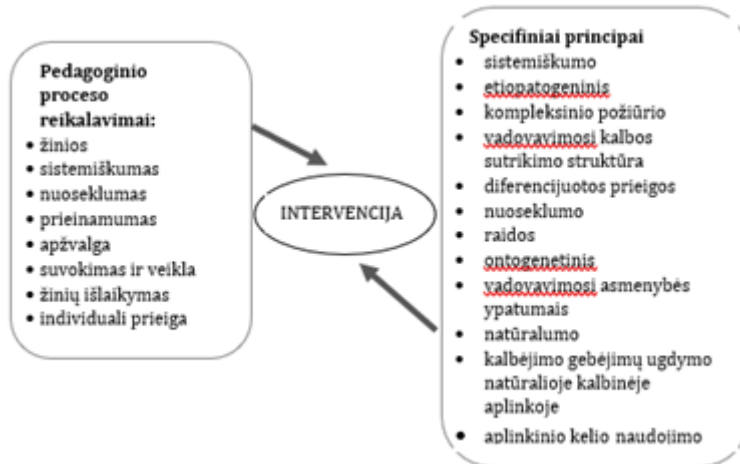 Pedagoginio
proceso
reikalavimai:
• žinios
• sistemiškumas
• nuoseklumas
• prieinamumas
• apžvalga
• suvokimas ir veikla
• žinių išlaikymas
• individuali prieiga
INTERVENCIJA
Specifiniai principai
• sistemiškumo
• etiopatogeninis
• kompleksinio požiūrio
• vadovavimosi kalbos
sutrikimo struktūra
• diferencijuotos prieigos
• nuoseklumo
• raidos
• ontogenetinis
• vadovavimosi asmenybės
ypatumais
• natūralumo
• kalbėjimo gebėjimų ugdymo
natūralioje kalbinėje
aplinkoje
• aplinkinio kelio naudojimo